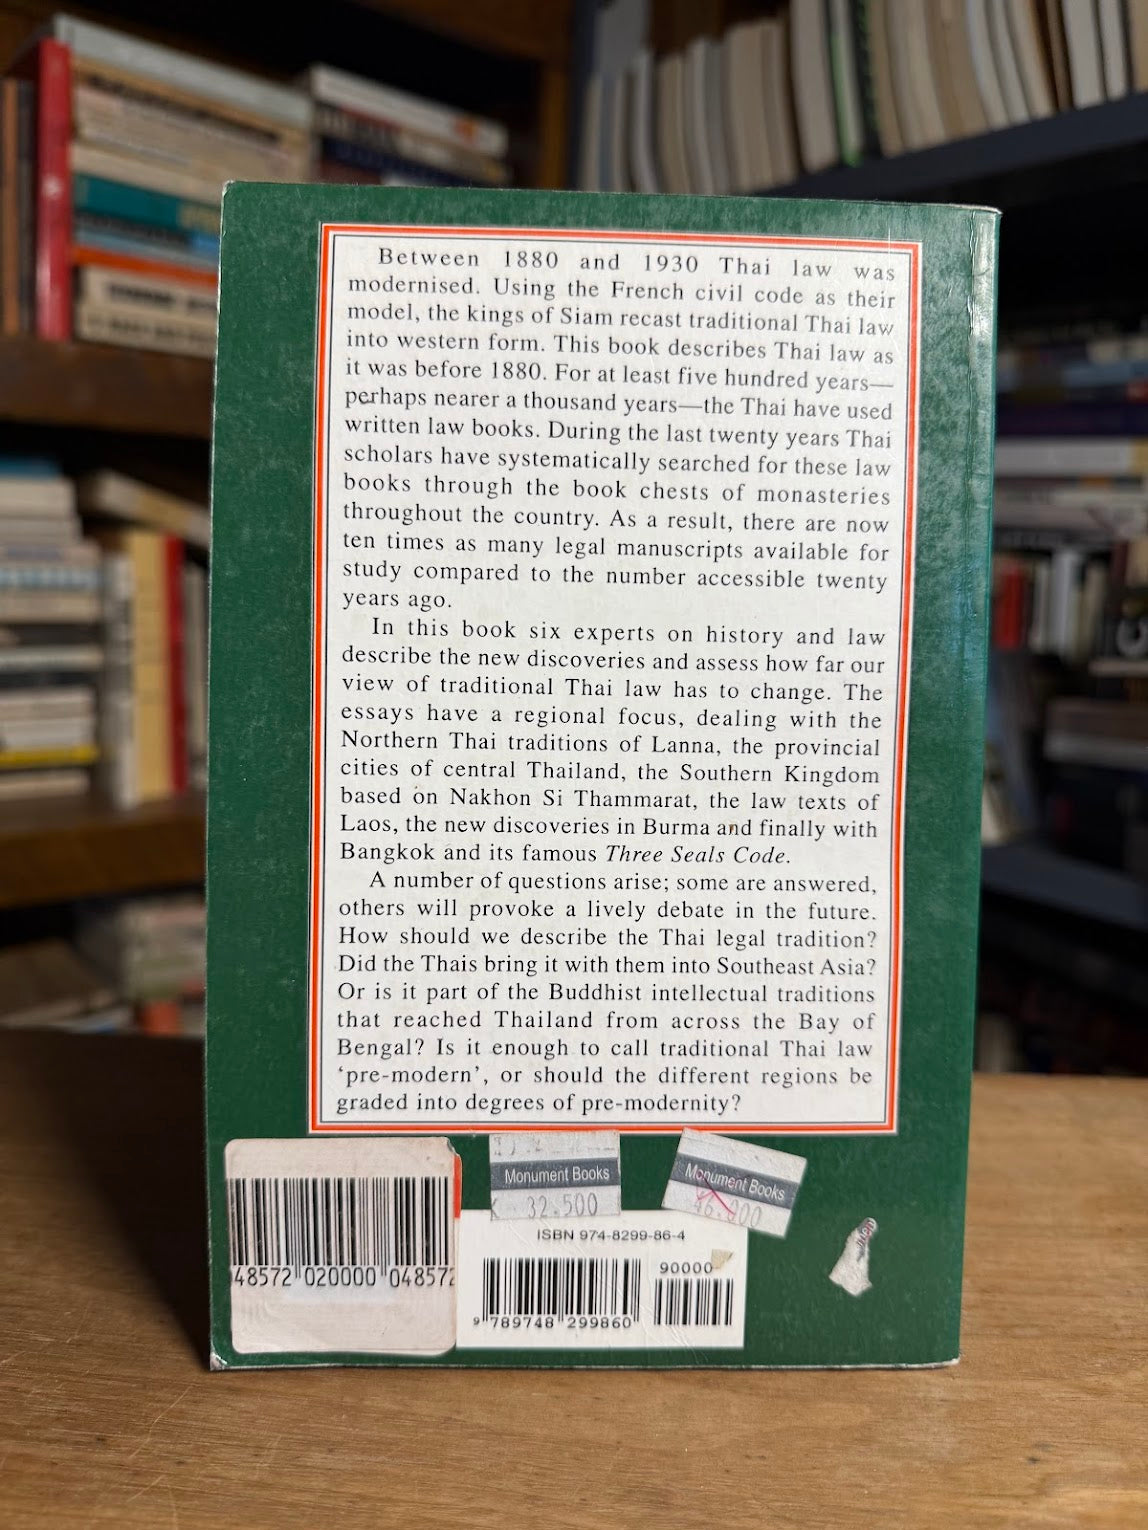 Between 1880 and 1930 Thai law was
modernised. Using the French civil code as their
model, the kings of Siam recast traditional Thai law
into western form. This book describes Thai law as
it was before 1880. For at least five hundred years—
perhaps nearer a thousand years—the Thai have used
written law books. During the last twenty years Thai
scholars have systematically searched for these law
books through the book chests of monasteries
throughout the country. As a result, there are now
ten times as many legal manuscripts available for
study compared to the number accessible twenty
years ago.
In this book six experts on history and law
describe the new discoveries and assess how far our
view of traditional Thai law has to change. The
essays have a regional focus, dealing with the
Northern Thai traditions of Lanna, the provincial
cities of central Thailand, the Southern Kingdom
based on Nakhon Si Thammarat, the law texts of
Laos, the new discoveries in Burma and finally with
Bangkok and its famous Three Seals Code.
A number of questions arise; some are answered,
others will provoke a lively debate in the future.
How should we describe the Thai legal tradition?
Did the Thais bring it with them into Southeast Asia?
Or is it part of the Buddhist intellectual traditions
that reached Thailand from across the Bay of
Bengal? Is it enough to call traditional Thai law
‘pre-modern’, or should the different regions be
graded into degrees of pre-modernity?
Monument Books
K 32.500
Monument Books
46.000
ISBN 974-8299-86-4
90000
9 789748 299860
48572 020000 04857